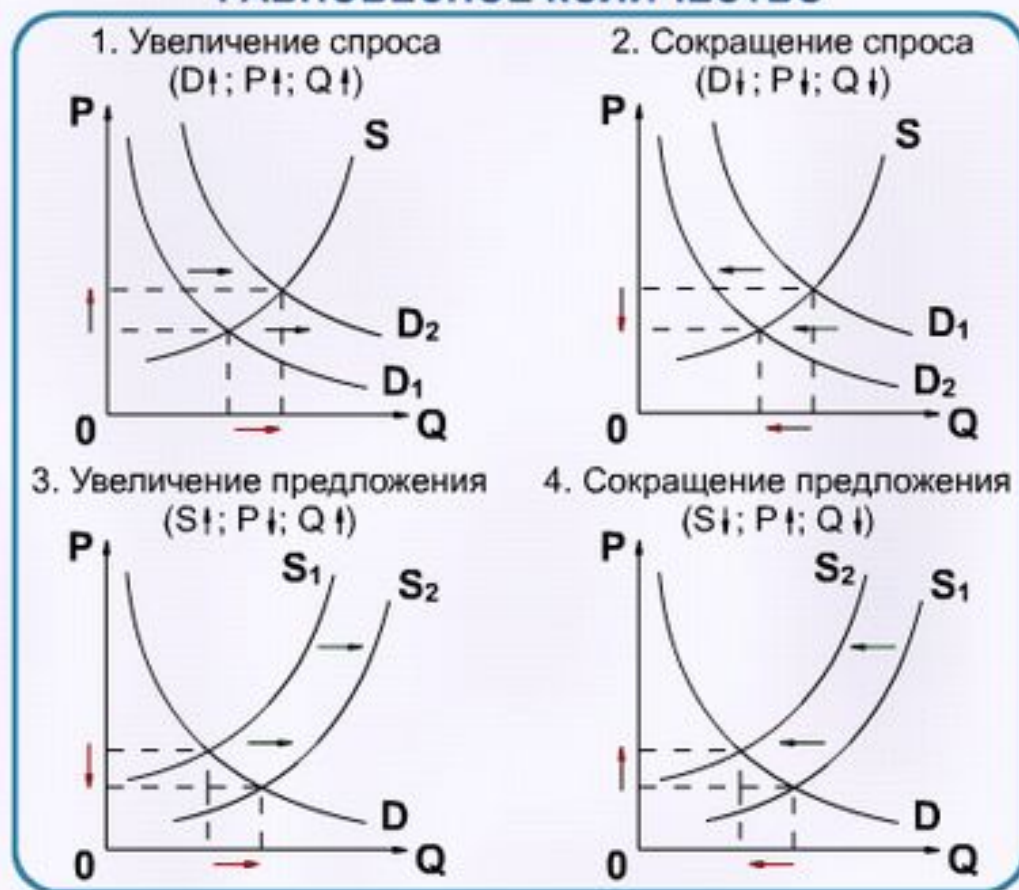 1. Увеличение спроса
(D↑; P↑; Q↑)
2. Сокращение спроса
(D↓; P↓; Q↓)
P
S
D₂
D₁
0
Q
P
S
D₁
D₂
0
Q
3. Увеличение предложения
(S↑; P↓; Q↑)
4. Сокращение предложения
(S↓; P↑; Q↓)
P
S₁
S₂
D
0
Q
P
S₂
S₁
D
0
Q